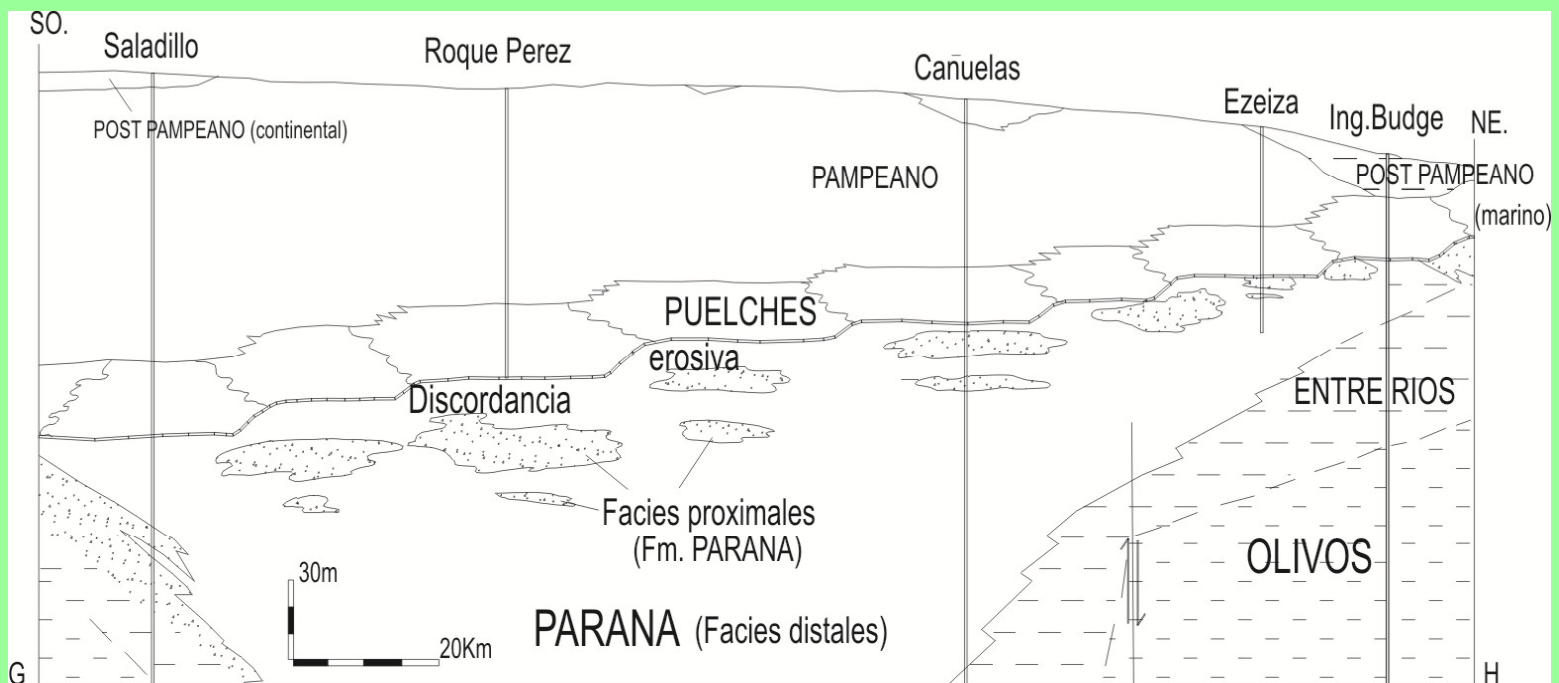 SO.
Saladillo
Roque Perez
Cañuelas
Ezeiza
Ing.Budge
NE.
POST PAMPEANO (continental)
PAMPEANO
POST PAMPEANO
(marino)
PUELCHES
erosiva
Discordancia
ENTRE RIOS
Facies proximales
(Fm. PARANA)
OLIVOS
30m
20Km
PARANA (Facies distales)
G
H